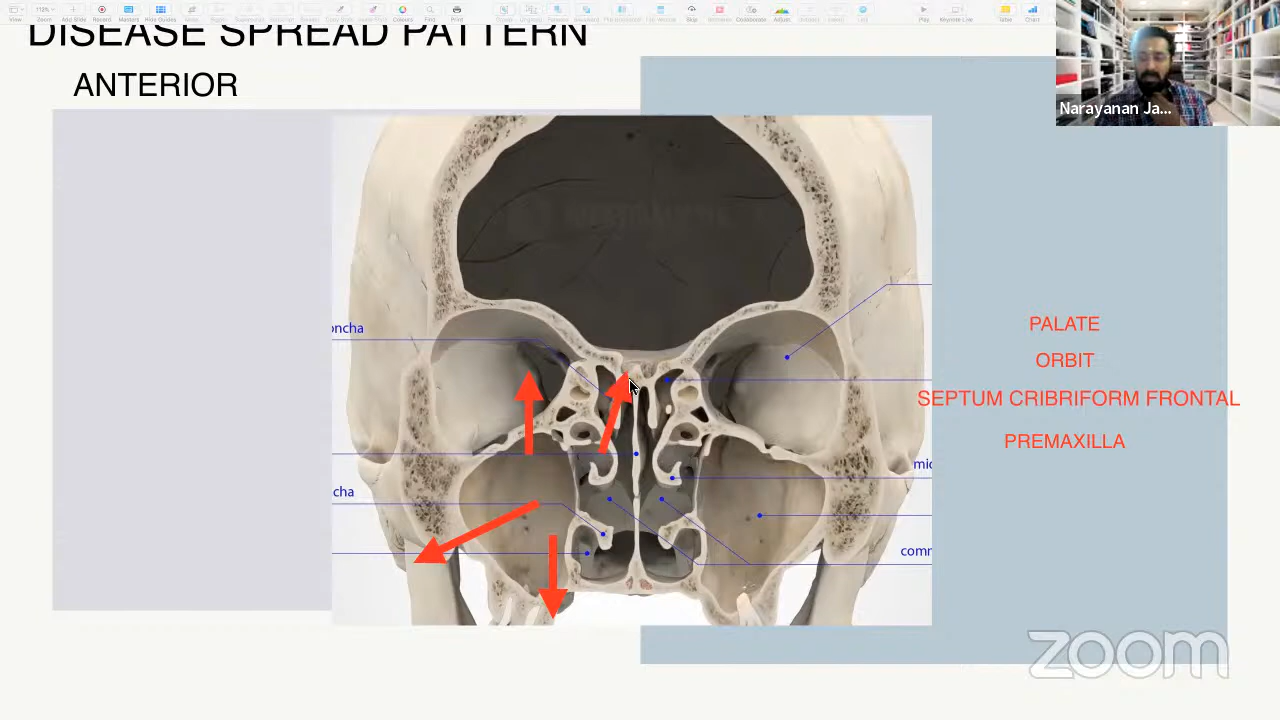 DISEASE SPREAD PATTERN
ANTERIOR
Narayanan Ja...
oncha
cha
mic
comm
PALATE
ORBIT
SEPTUM CRIBRIFORM FRONTAL
PREMAXILLA
zoom